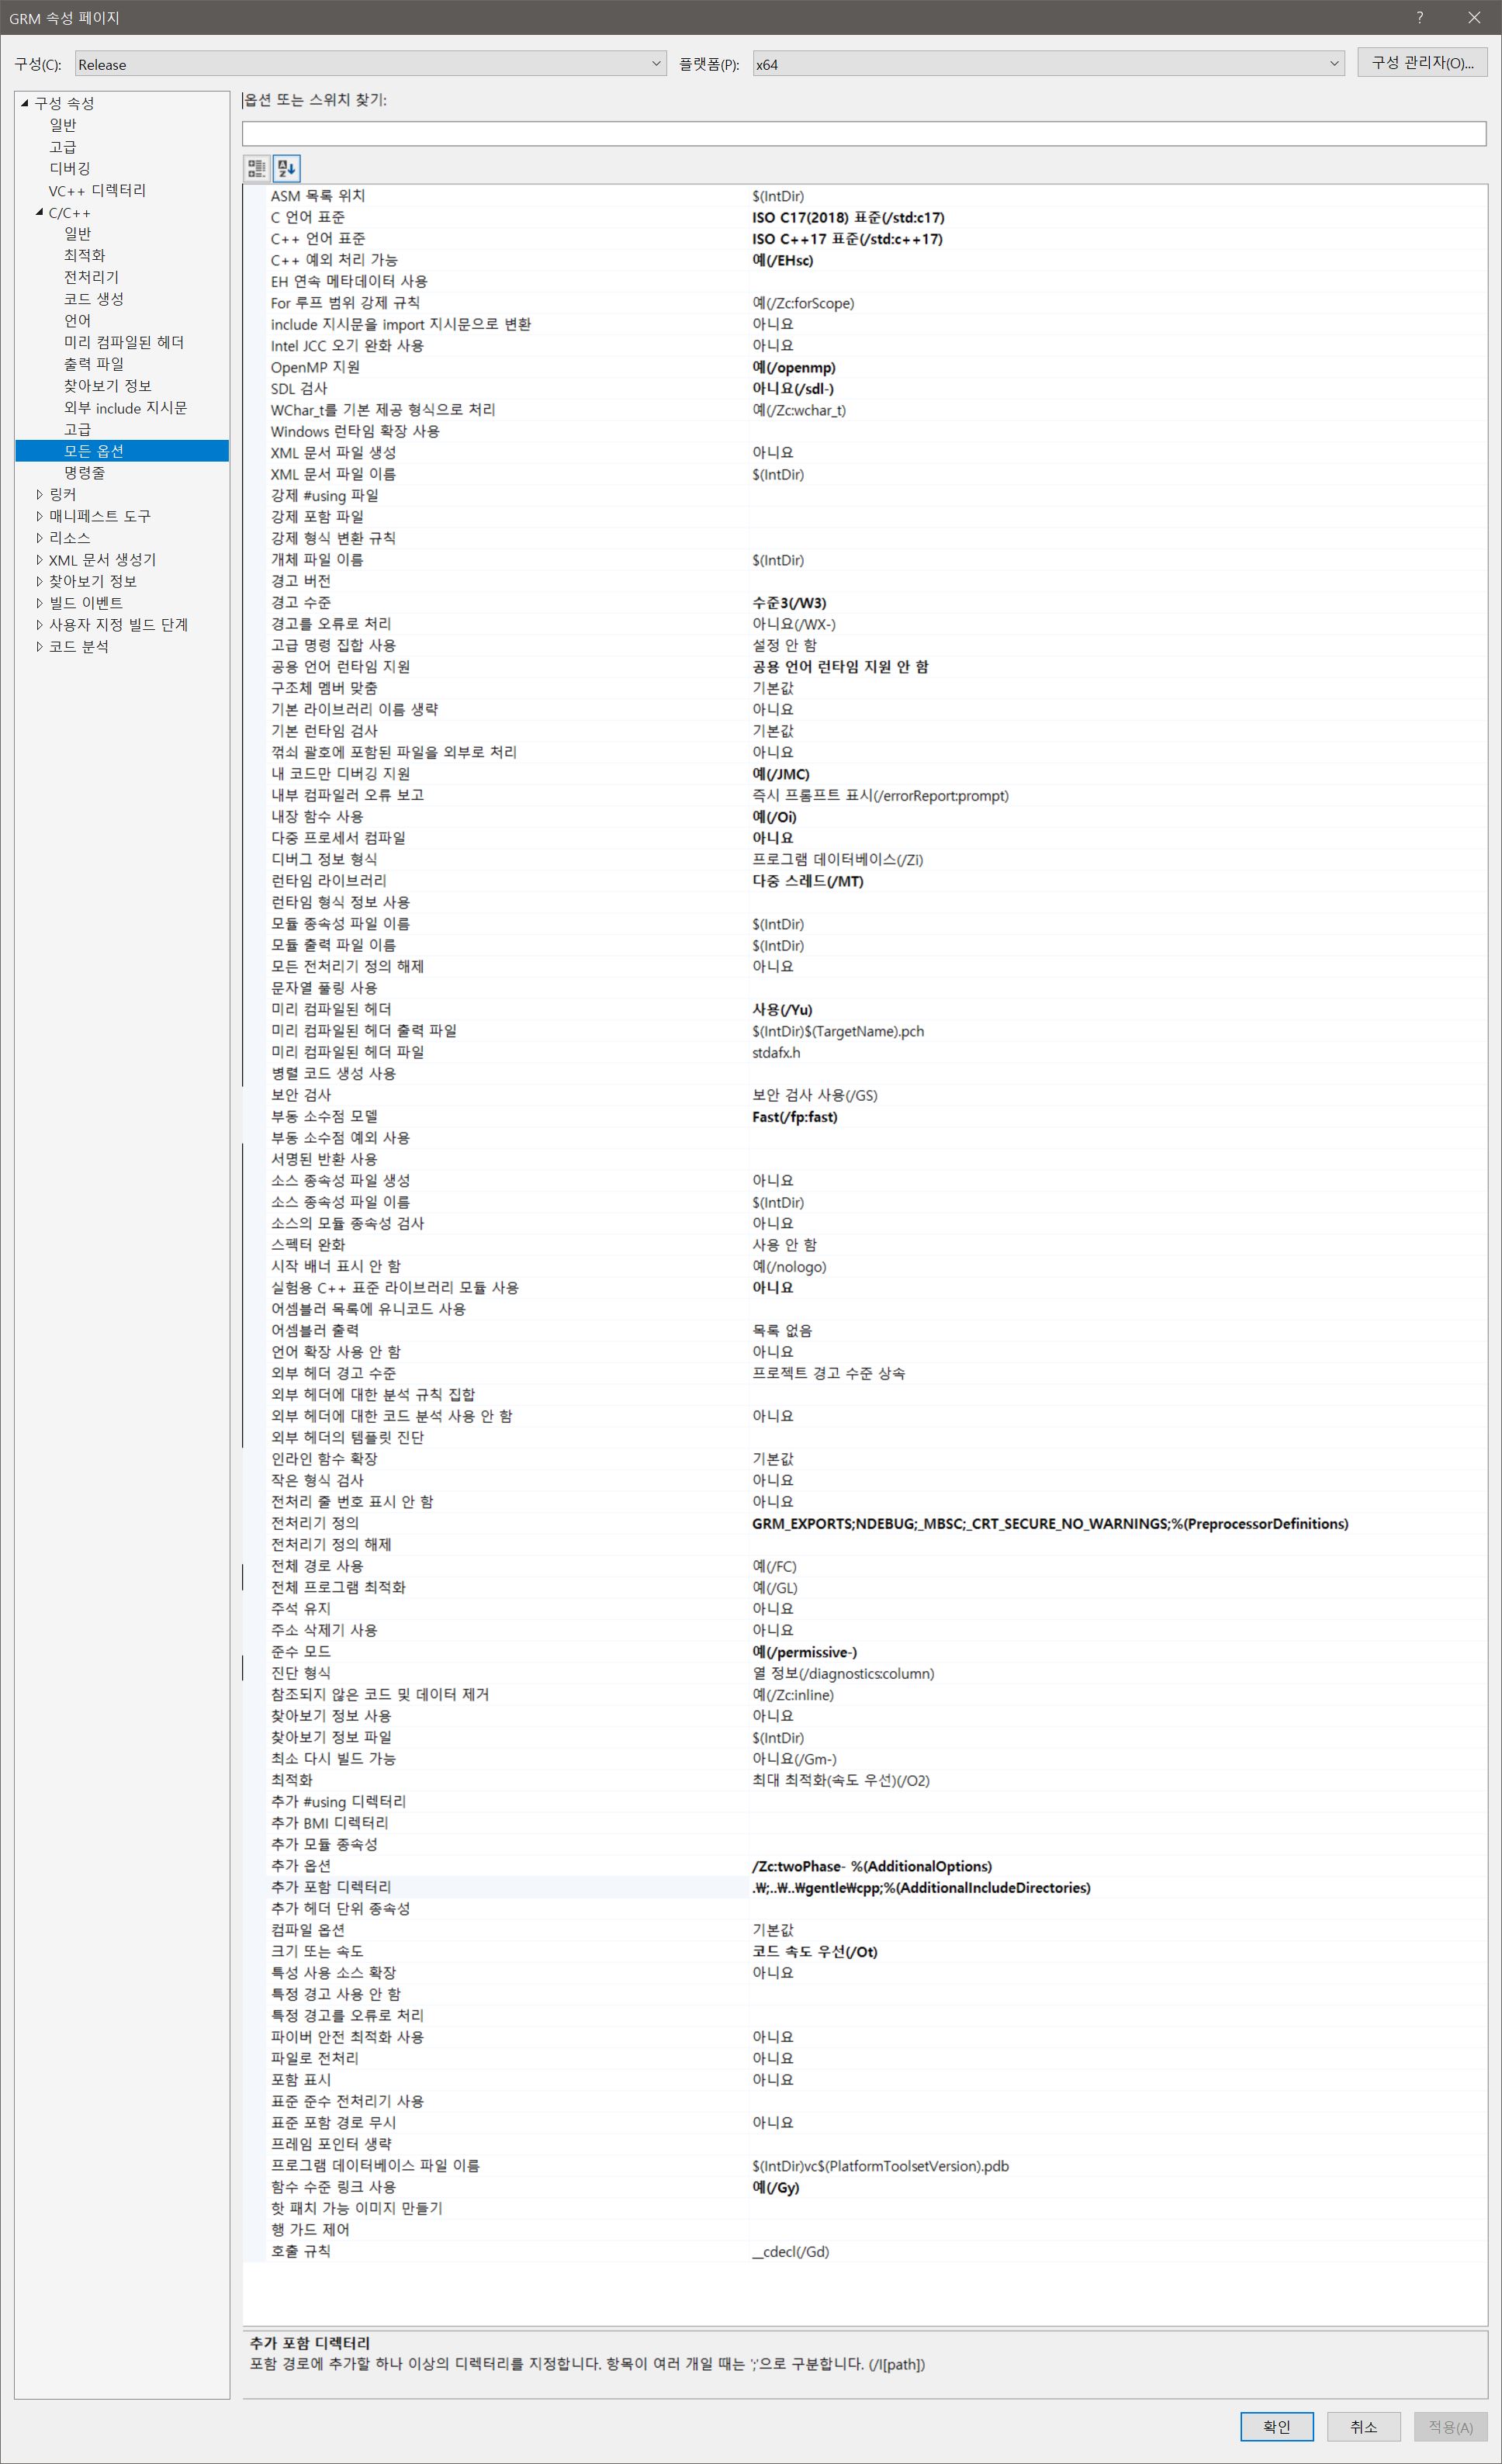 GRM 속성 페이지
구성(C): Release 플랫폼(P): x64 구성 관리자(O)...
구성 속성
일반
고급
디버깅
VC++ 디렉터리
C/C++
일반
최적화
전처리기
코드 생성
언어
미리 컴파일된 헤더
출력 파일
찾아보기 정보
외부 include 지시문
고급
모든 옵션
명령줄
링커
매니페스트 도구
리소스
XML 문서 생성기
찾아보기 정보
빌드 이벤트
사용자 지정 빌드 단계
코드 분석
옵션 또는 스위치 찾기:
ASM 목록 위치 $(IntDir)
C 언어 표준 ISO C17(2018) 표준(/std:c17)
C++ 언어 표준 ISO C++17 표준(/std:c++17)
C++ 예외 처리 가능 예(/EHsc)
EH 연속 메타데이터 사용
For 루프 범위 강제 규칙 예(/Zc:forScope)
include 지시문을 import 지시문으로 변환 아니요
Intel JCC 오기 완화 사용 아니요
OpenMP 지원 예(/openmp)
SDL 검사 아니요(/sdl-)
WChar_t를 기본 제공 형식으로 처리 예(/Zc:wchar_t)
Windows 런타임 확장 사용
XML 문서 파일 생성 아니요
XML 문서 파일 이름 $(IntDir)
강제 #using 파일
강제 포함 파일
강제 형식 변환 규칙
개체 파일 이름 $(IntDir)
경고 버전
경고 수준 수준3(/W3)
경고를 오류로 처리 아니요(/WX-)
고급 명령 집합 사용 설정 안 함
공용 언어 런타임 지원 공용 언어 런타임 지원 안 함
구조체 멤버 맞춤 기본값
기본 라이브러리 이름 생략 아니요
기본 런타임 검사 기본값
꺾쇠 괄호에 포함된 파일을 외부로 처리 아니요
내 코드만 디버깅 지원 예(/JMC)
내부 컴파일러 오류 보고 즉시 프롬프트 표시(/errorReport:prompt)
내장 함수 사용 예(/Oi)
다중 프로세서 컴파일 아니요
디버그 정보 형식 프로그램 데이터베이스(/Zi)
런타임 라이브러리 다중 스레드(/MT)
런타임 형식 정보 사용
모듈 종속성 파일 이름 $(IntDir)
모듈 출력 파일 이름 $(IntDir)
모든 전처리기 정의 해제 아니요
문자열 풀링 사용
미리 컴파일된 헤더 사용(/Yu)
미리 컴파일된 헤더 출력 파일 $(IntDir)$(TargetName).pch
미리 컴파일된 헤더 파일 stdafx.h
병렬 코드 생성 사용
보안 검사 보안 검사 사용(/GS)
부동 소수점 모델 Fast(/fp:fast)
부동 소수점 예외 사용
서명된 반환 사용
소스 종속성 파일 생성 아니요
소스 종속성 파일 이름 $(IntDir)
소스의 모듈 종속성 검사 아니요
스펙터 완화 사용 안 함
시작 배너 표시 안 함 예(/nologo)
실험용 C++ 표준 라이브러리 모듈 사용 아니요
어셈블러 목록에 유니코드 사용
어셈블러 출력 목록 없음
언어 확장 사용 안 함 아니요
외부 헤더 경고 수준 프로젝트 경고 수준 상속
외부 헤더에 대한 분석 규칙 집합
외부 헤더에 대한 코드 분석 사용 안 함 아니요
외부 헤더의 템플릿 진단
인라인 함수 확장 기본값
작은 형식 검사 아니요
전처리 줄 번호 표시 안 함 아니요
전처리기 정의 GRM_EXPORTS;NDEBUG;_MBSC;_CRT_SECURE_NO_WARNINGS;%(PreprocessorDefinitions)
전처리기 정의 해제
전체 경로 사용 예(/FC)
전체 프로그램 최적화 예(/GL)
주석 유지 아니요
주소 삭제기 사용 아니요
준수 모드 예(/permissive-)
진단 형식 열 정보(/diagnostics:column)
참조되지 않은 코드 및 데이터 제거 예(/Zc:inline)
찾아보기 정보 사용 아니요
찾아보기 정보 파일 $(IntDir)
최소 다시 빌드 가능 아니요(/Gm-)
최적화 최대 최적화(속도 우선)(/O2)
추가 #using 디렉터리
추가 BMI 디렉터리
추가 모듈 종속성
추가 옵션 /Zc:twoPhase- %(AdditionalOptions)
추가 포함 디렉터리 .₩;..₩..₩gentle₩cpp;%(AdditionalIncludeDirectories)
추가 헤더 단위 종속성
컴파일 옵션 기본값
크기 또는 속도 코드 속도 우선(/Ot)
특성 사용 소스 확장 아니요
특정 경고 사용 안 함
특정 경고를 오류로 처리
파이버 안전 최적화 사용 아니요
파일로 전처리 아니요
포함 표시 아니요
표준 준수 전처리기 사용
표준 포함 경로 무시 아니요
프레임 포인터 생략
프로그램 데이터베이스 파일 이름 $(IntDir)vc$(PlatformToolsetVersion).pdb
함수 수준 링크 사용 예(/Gy)
핫 패치 가능 이미지 만들기
행 가드 제어
호출 규칙 __cdecl(/Gd)
추가 포함 디렉터리
포함 경로에 추가할 하나 이상의 디렉터리를 지정합니다. 항목이 여러 개일 때는 ';'으로 구분합니다. (/I[path])
확인 취소 적용(A)